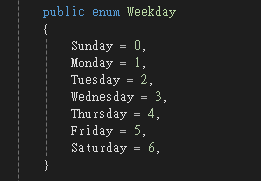 public enum Weekday
{
Sunday = 0,
Monday = 1,
Tuesday = 2,
Wednesday = 3,
Thursday = 4,
Friday = 5,
Saturday = 6,
}